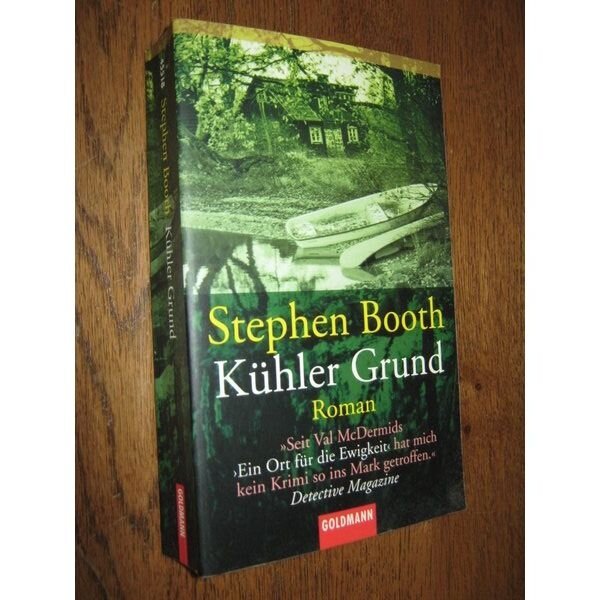 Stephen Booth
Kühler Grund
Roman
»Seit Val McDermids
›Ein Ort für die Ewigkeit‹ hat mich
kein Krimi so ins Mark getroffen.«
Detective Magazine
GOLDMANN
45318
Stephen Booth · Kühler Grund
GOLDMANN